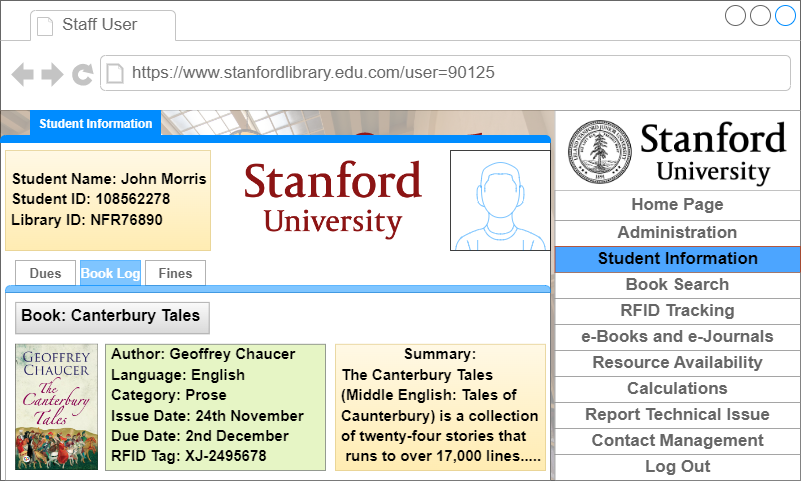 Staff User
https://www.stanfordlibrary.edu.com/user=90125
Student Information
Student Name: John Morris
Student ID: 108562278
Library ID: NFR76890
Stanford
University
Dues
Book Log
Fines
Book: Canterbury Tales
GEOFFREY
CHAUCER
The
Canterbury
Tales
Author: Geoffrey Chaucer
Language: English
Category: Prose
Issue Date: 24th November
Due Date: 2nd December
RFID Tag: XJ-2495678
Summary:
The Canterbury Tales
(Middle English: Tales of
Caunterbury) is a collection
of twenty-four stories that
runs to over 17,000 lines.....
Stanford
University
Home Page
Administration
Student Information
Book Search
RFID Tracking
e-Books and e-Journals
Resource Availability
Calculations
Report Technical Issue
Contact Management
Log Out